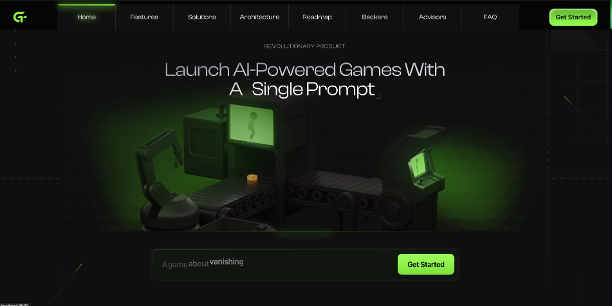 Home
Features
Solutions
Architecture
Roadmap
Backers
Advisors
FAQ
Get Started
REVOLUTIONARY PRODUCT
Launch AI-Powered Games With
A Single Prompt_
A game about vanishing
Get Started